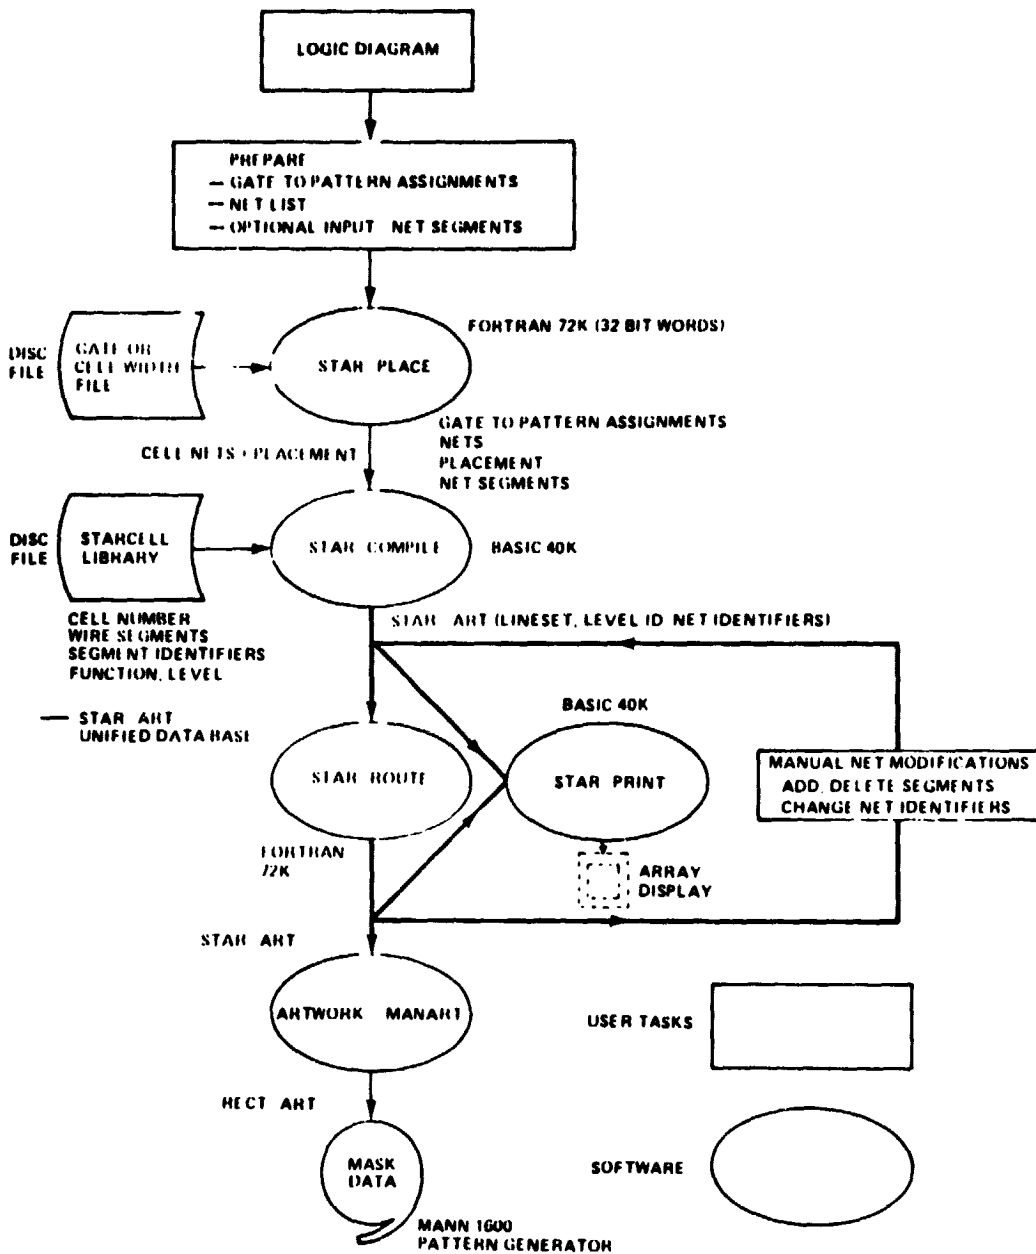 LOGIC DIAGRAM
PREPARE
— GATE TO PATTERN ASSIGNMENTS
— NET LIST
— OPTIONAL INPUT NET SEGMENTS
FORTRAN 72K (32 BIT WORDS)
DISC
FILE
GATE OR
CELL WIDTH
FILE
STAR PLACE
CELL NETS + PLACEMENT
GATE TO PATTERN ASSIGNMENTS
NETS
PLACEMENT
NET SEGMENTS
DISC
FILE
STARCELL
LIBRARY
STAR COMPILE
BASIC 40K
CELL NUMBER
WIRE SEGMENTS
SEGMENT IDENTIFIERS
FUNCTION, LEVEL
STAR ART (LINESET, LEVEL ID NET IDENTIFIERS)
— STAR ART
UNIFIED DATA BASE
BASIC 40K
STAR ROUTE
STAR PRINT
MANUAL NET MODIFICATIONS
ADD, DELETE SEGMENTS
CHANGE NET IDENTIFIERS
FORTRAN
72K
ARRAY
DISPLAY
STAR ART
ARTWORK MANART
USER TASKS
RECT ART
MASK
DATA
SOFTWARE
MANN 1600
PATTERN GENERATOR